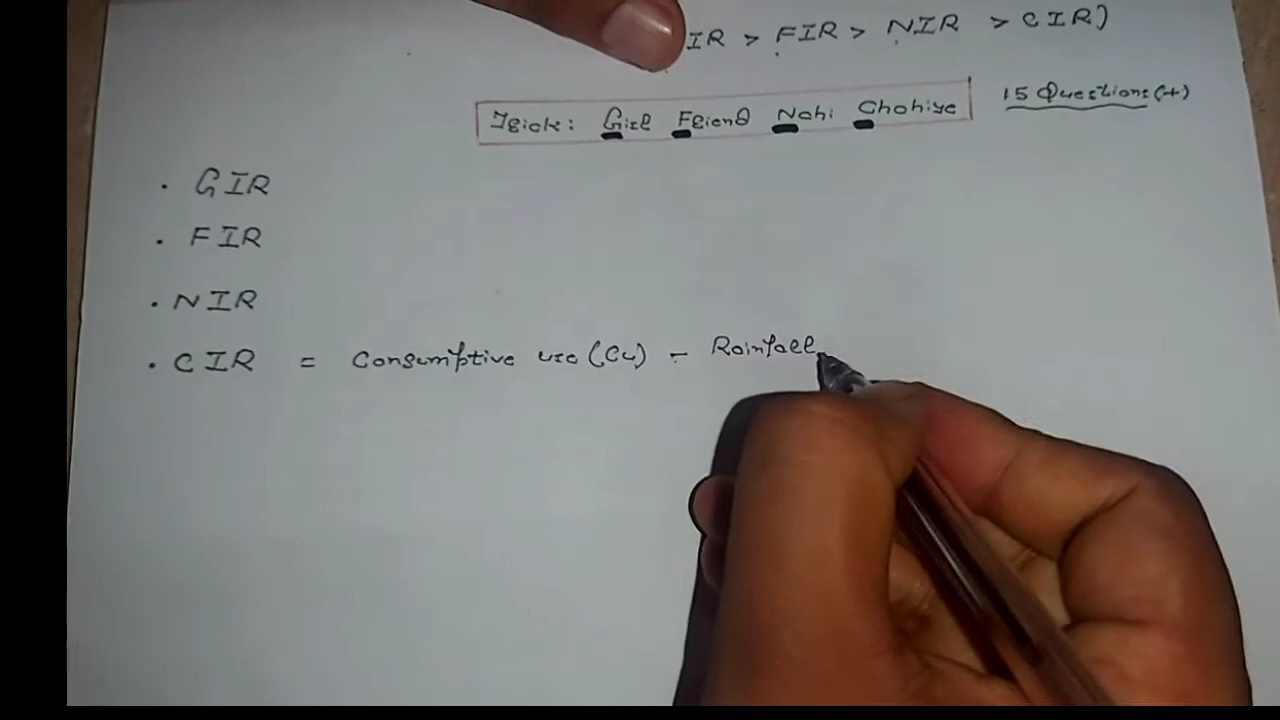 IR > FIR > NIR > CIR)
Trick: Girl Friend Nahi Chahiye
15 Questions (+)
. GIR
. FIR
. NIR
. CIR = Consumptive use (Cu) - Rainfall